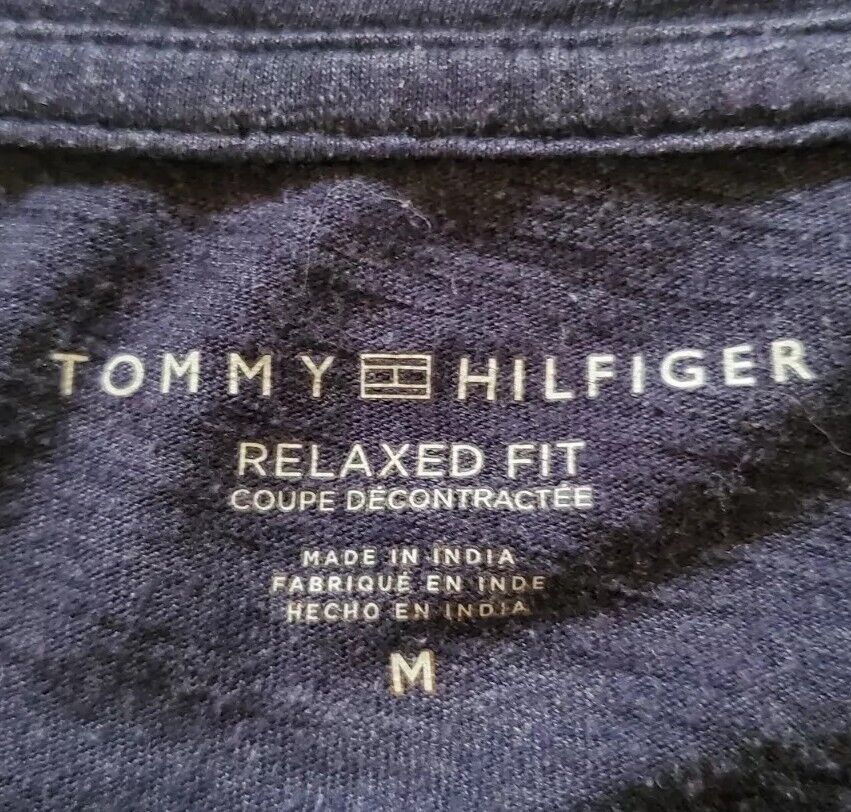 TOMMY HILFIGER
RELAXED FIT
COUPE DÉCONTRACTÉE
MADE IN INDIA
FABRIQUÉ EN INDE
HECHO EN INDIA
M